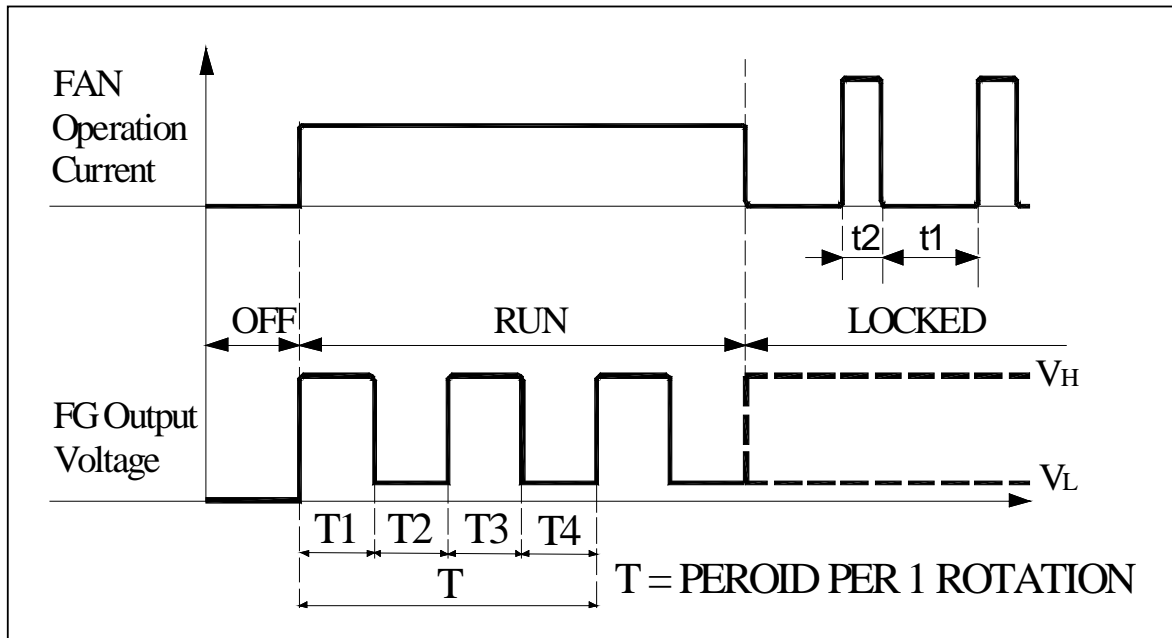 FAN
Operation
Current
t2 t1
OFF RUN LOCKED
VH
FG Output
Voltage
VL
T1 T2 T3 T4
T
T = PEROID PER 1 ROTATION